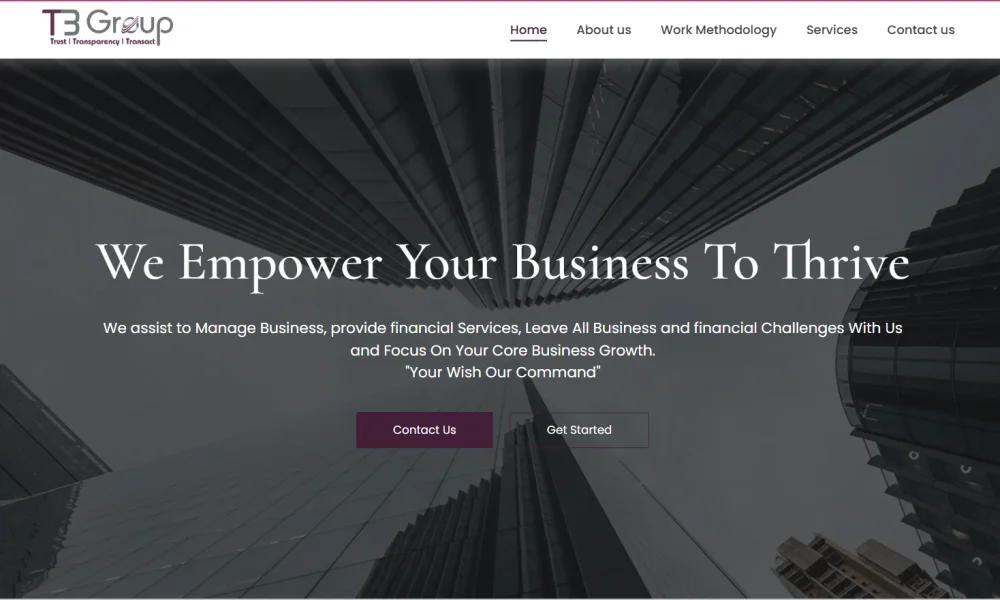 T3 Group
Trust | Transparency | Transact
Home About us Work Methodology Services Contact us
We Empower Your Business To Thrive
We assist to Manage Business, provide financial Services, Leave All Business and financial Challenges With Us
and Focus On Your Core Business Growth.
"Your Wish Our Command"
Contact Us Get Started